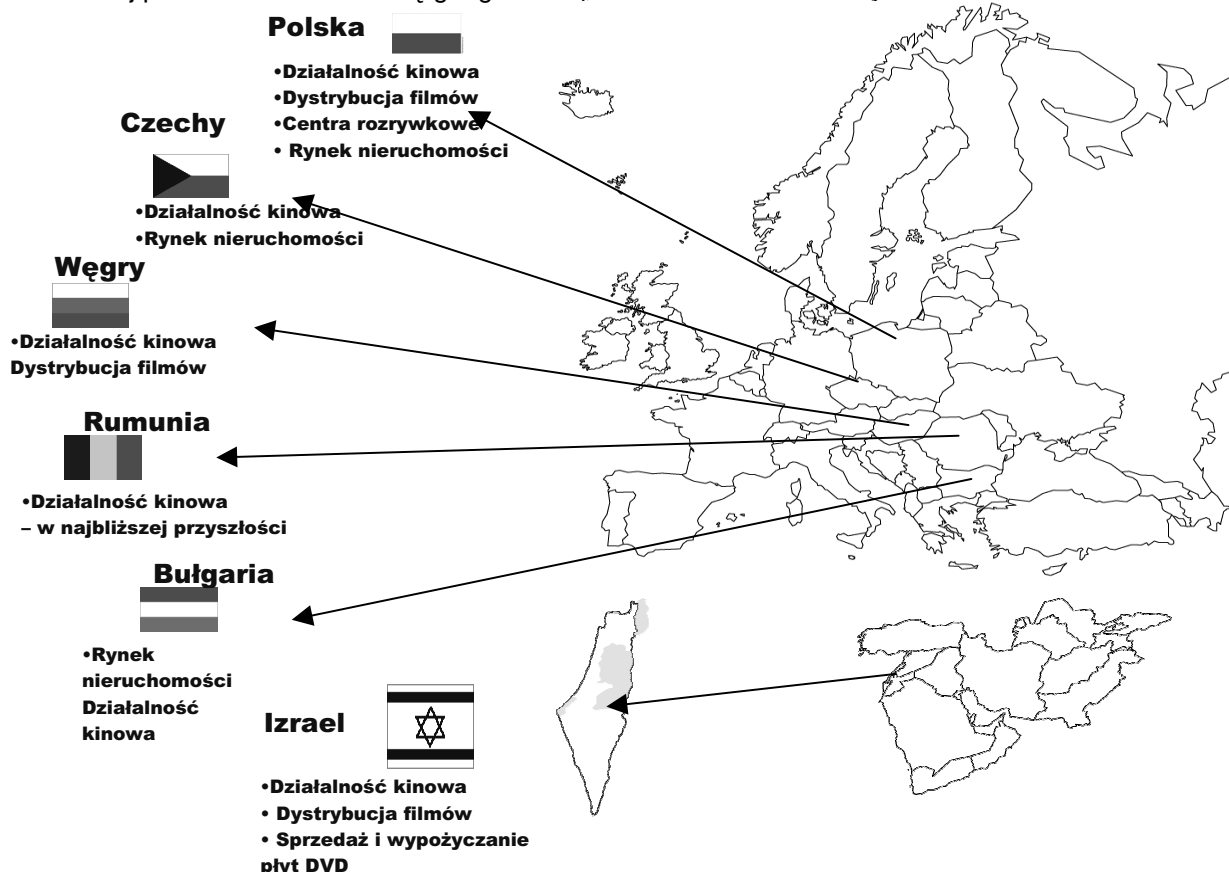 Polska
•Działalność kinowa
•Dystrybucja filmów
•Centra rozrywkowe
• Rynek nieruchomości
Czechy
•Działalność kinowa
•Rynek nieruchomości
Węgry
•Działalność kinowa
Dystrybucja filmów
Rumunia
•Działalność kinowa
– w najbliższej przyszłości
Bułgaria
•Rynek
nieruchomości
Działalność
kinowa
Izrael
•Działalność kinowa
• Dystrybucja filmów
• Sprzedaż i wypożyczanie
płyt DVD